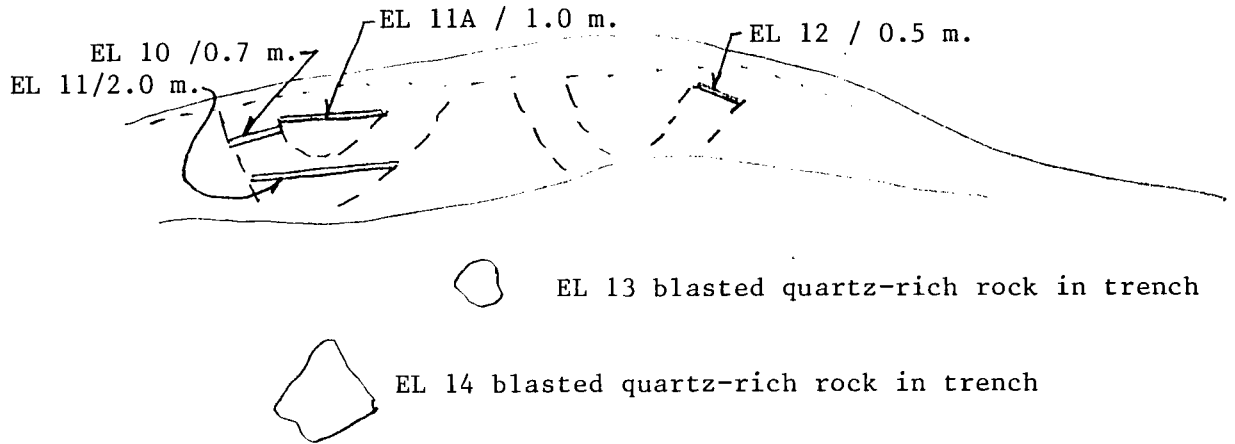 EL 11A / 1.0 m.
EL 12 / 0.5 m.
EL 10 /0.7 m.
EL 11/2.0 m.
EL 13 blasted quartz-rich rock in trench
EL 14 blasted quartz-rich rock in trench